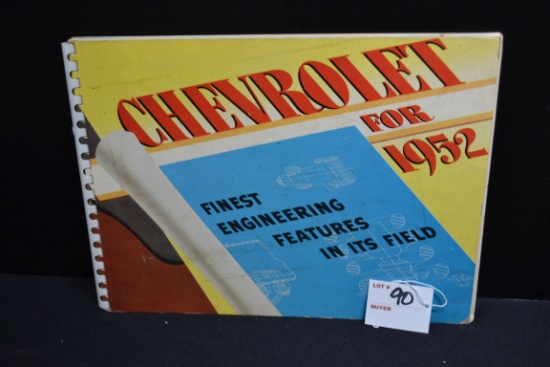 CHEVROLET
FOR
1952
FINEST
ENGINEERING
FEATURES
IN ITS FIELD
LOT # 90
BUYER